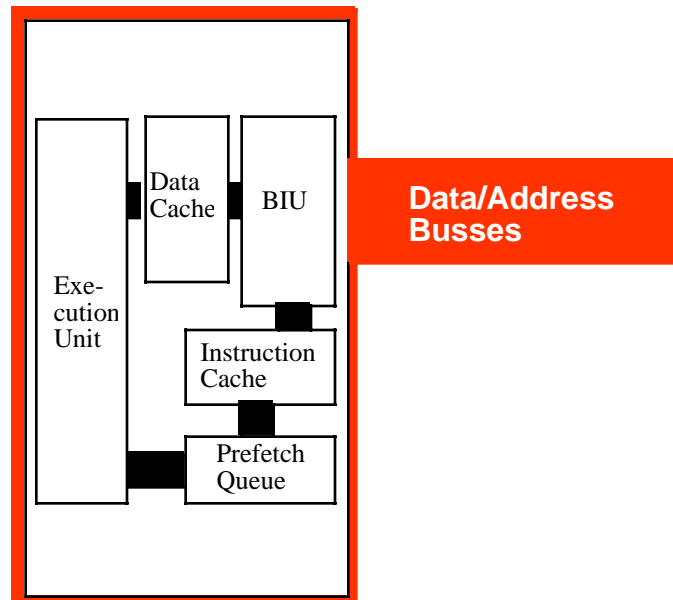 Data
Cache
BIU
Data/Address
Busses
Exe-
cution
Unit
Instruction
Cache
Prefetch
Queue